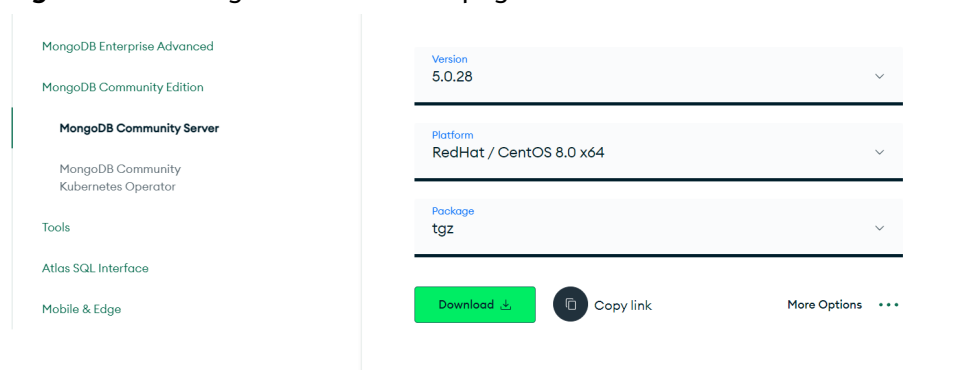 MongoDB Enterprise Advanced
MongoDB Community Edition
MongoDB Community Server
MongoDB Community
Kubernetes Operator
Tools
Atlas SQL Interface
Mobile & Edge
Version
5.0.28
Platform
RedHat / CentOS 8.0 x64
Package
tgz
Download
Copy link
More Options